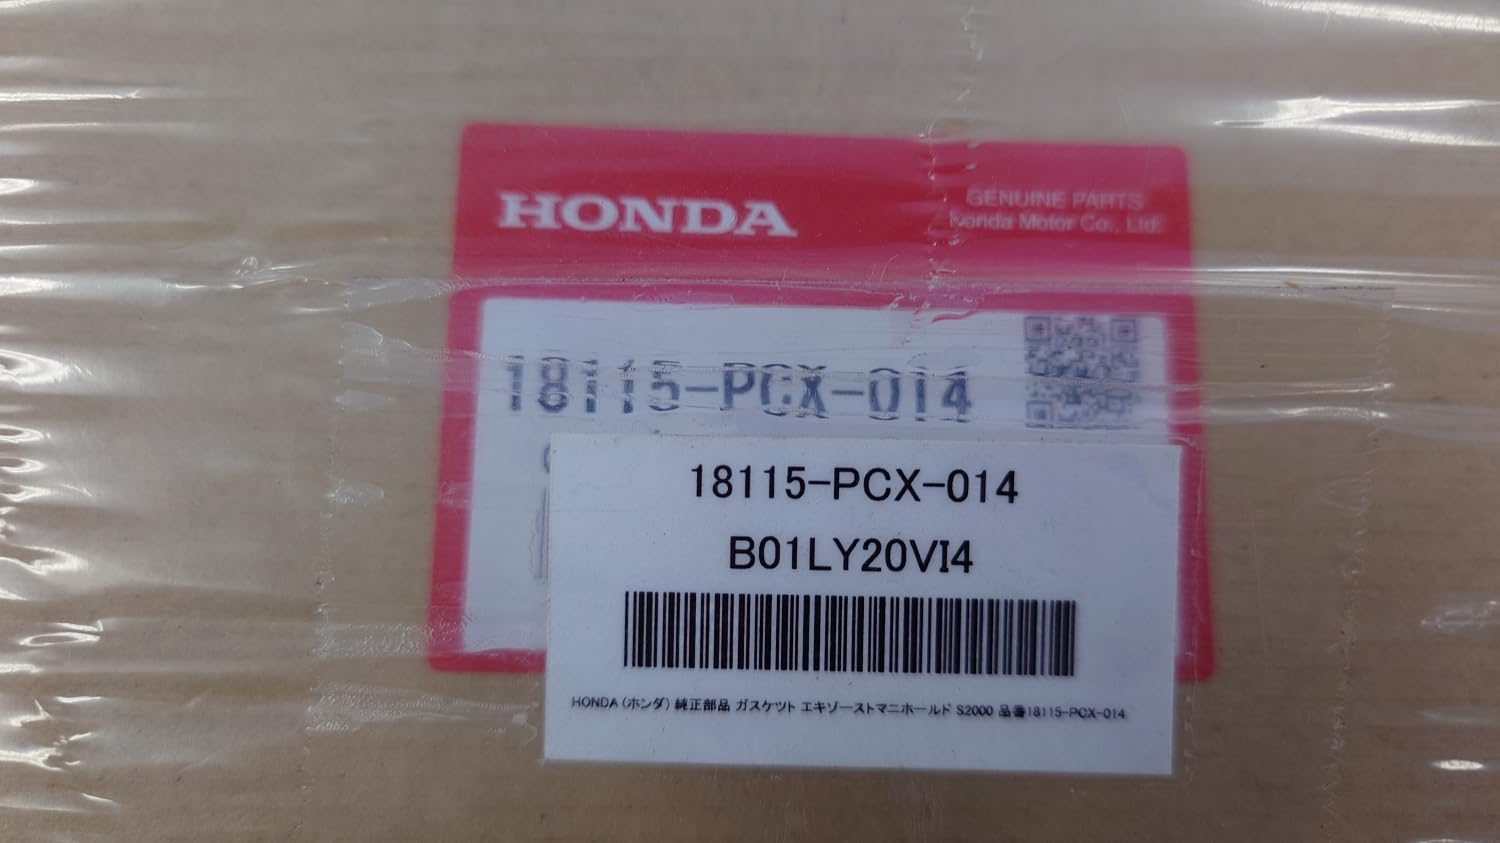 HONDA
GENUINE PARTS
Honda Motor Co., Ltd.
18115-PCX-014
18115-PCX-014
B01LY20VI4
HONDA (ホンダ) 純正部品 ガスケツト エキゾーストマニホールド S2000 品番18115-PCX-014